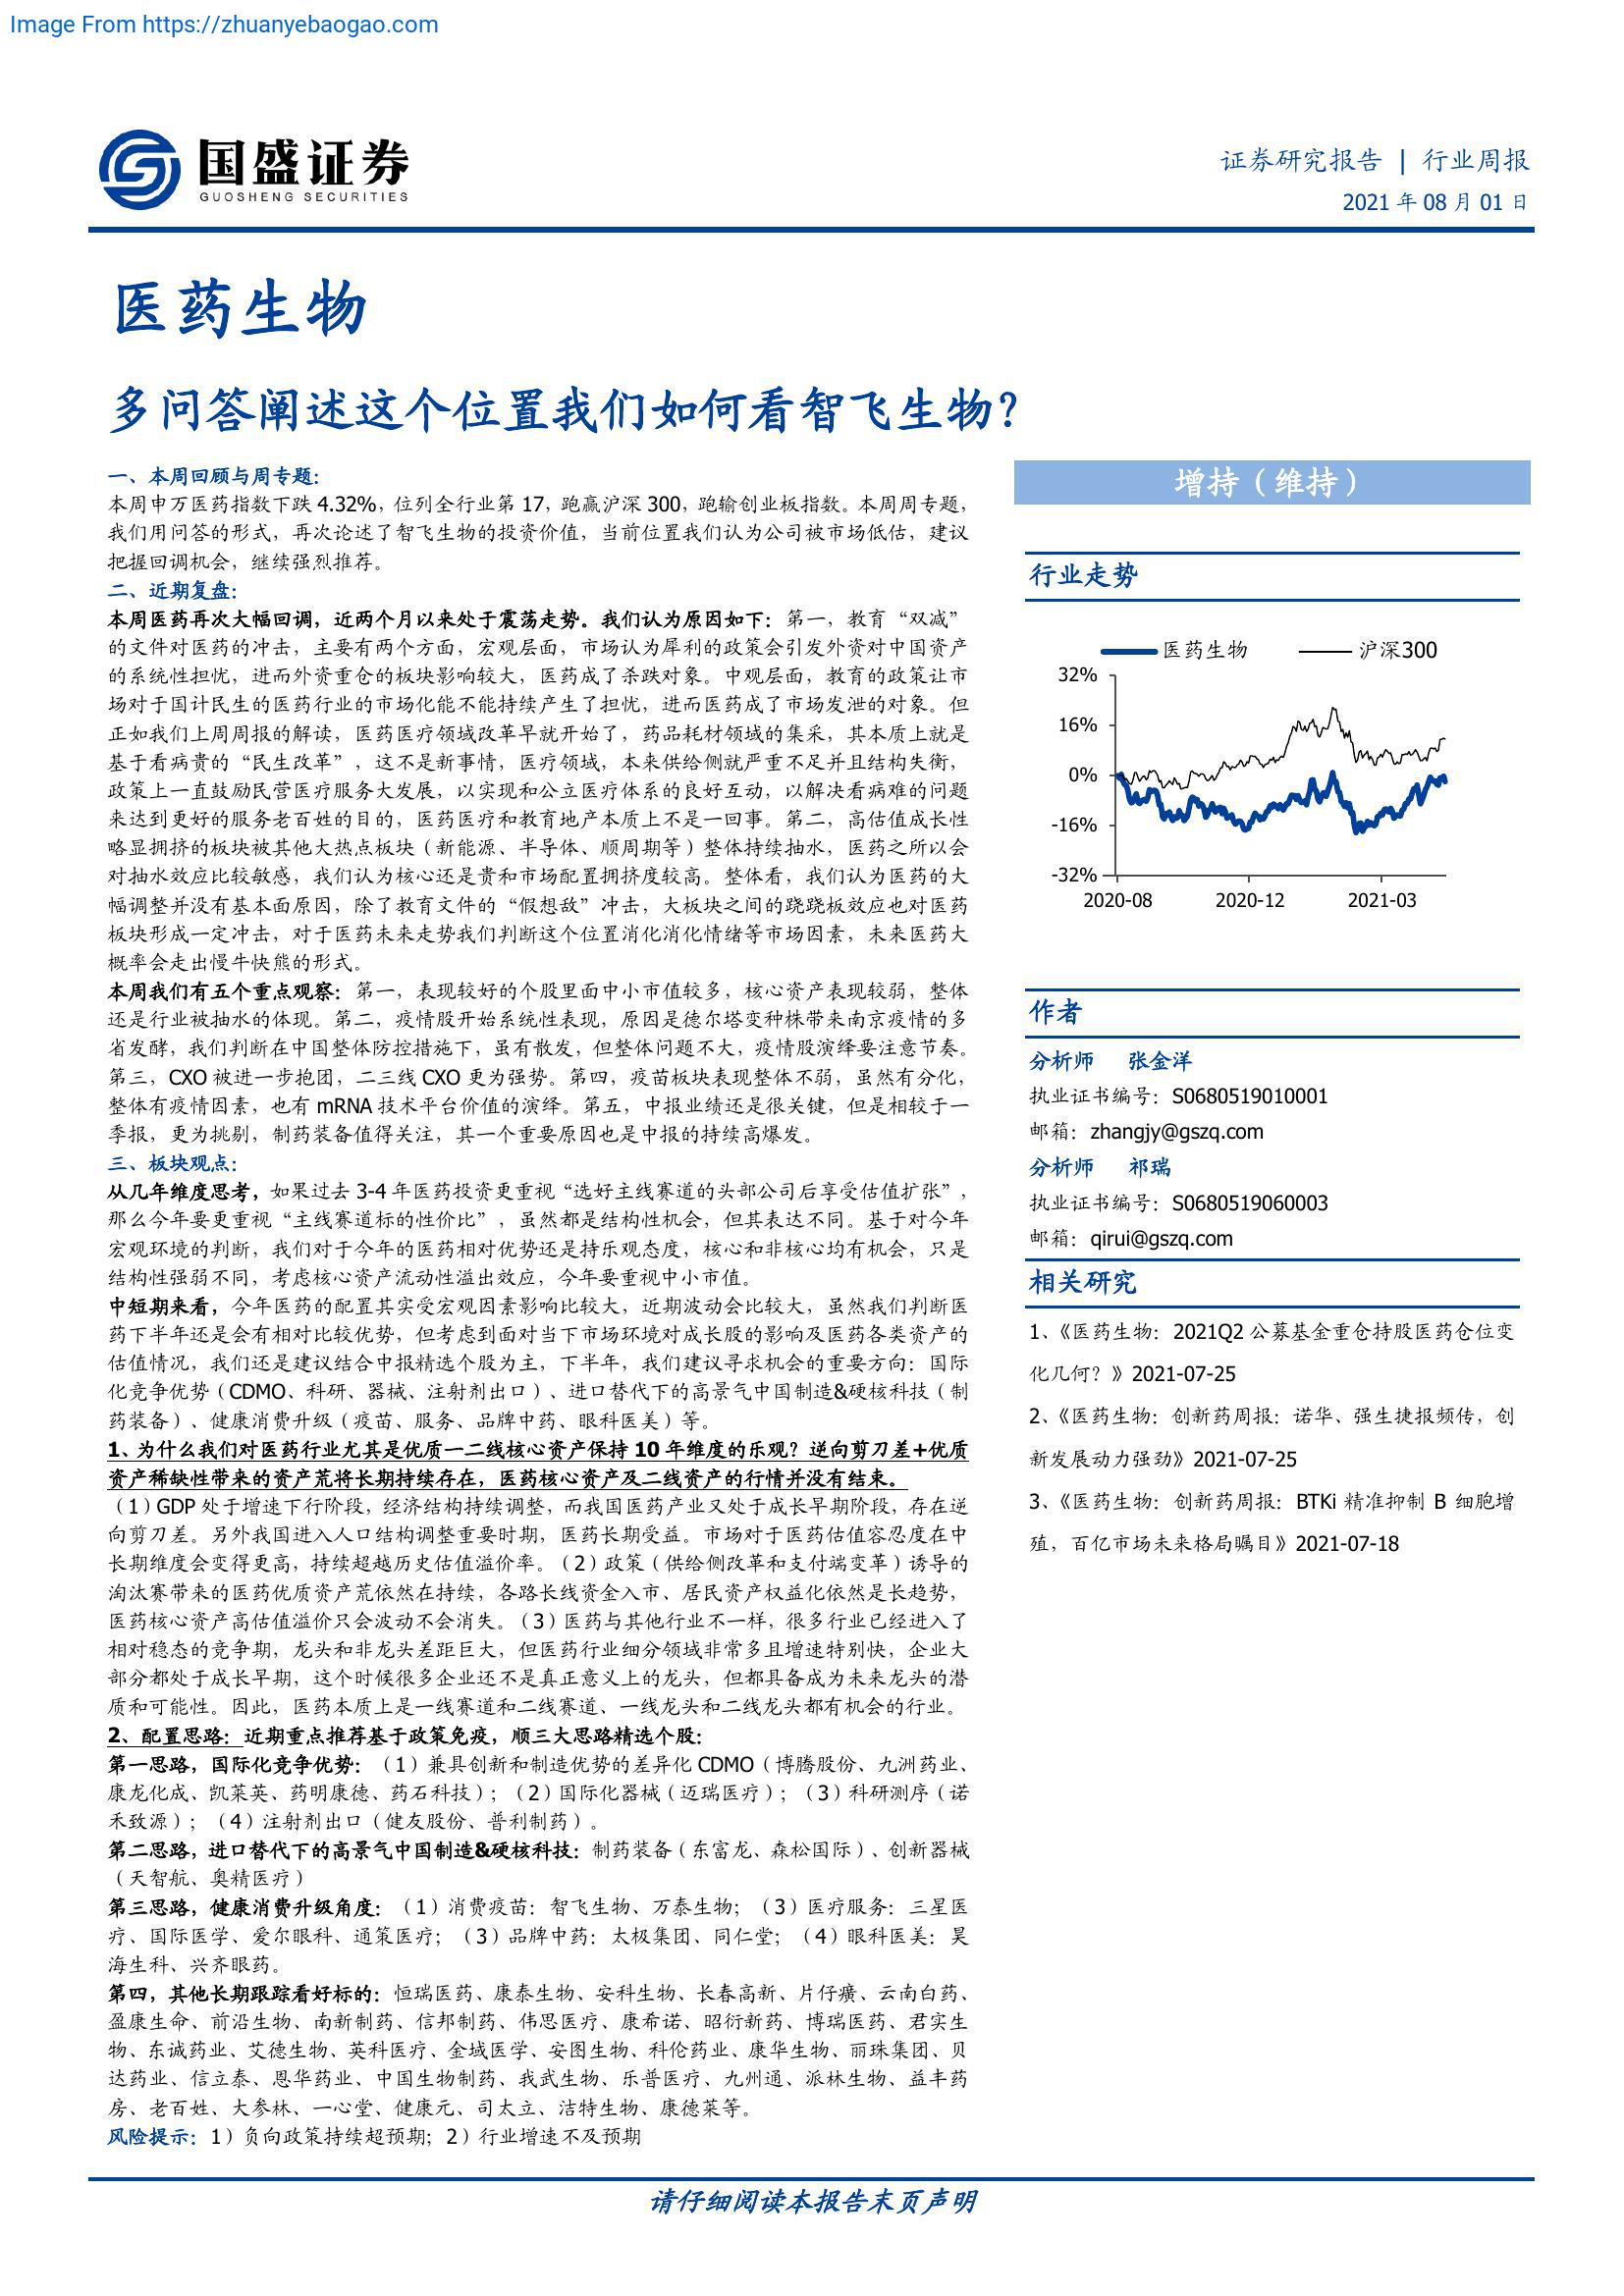 Image From https://zhuanyebaogao.com
国盛证券
GUOSHENG SECURITIES
证券研究报告 | 行业周报
2021 年 08 月 01 日
医药生物
多问答阐述这个位置我们如何看智飞生物？
一、本周回顾与周专题：
本周申万医药指数下跌 4.32%，位列全行业第 17，跑赢沪深 300，跑输创业板指数。本周周专题，
我们用问答的形式，再次论述了智飞生物的投资价值，当前位置我们认为公司被市场低估，建议
把握回调机会，继续强烈推荐。
二、近期复盘：
本周医药再次大幅回调，近两个月以来处于震荡走势。我们认为原因如下：第一，教育“双减”
的文件对医药的冲击，主要有两个方面，宏观层面，市场认为犀利的政策会引发外资对中国资产
的系统性担忧，进而外资重仓的板块影响较大，医药成了杀跌对象。中观层面，教育的政策让市
场对于国计民生的医药行业的市场化能不能持续产生了担忧，进而医药成了市场发泄的对象。但
正如我们上周周报的解读，医药医疗领域改革早就开始了，药品耗材领域的集采，其本质上就是
基于看病贵的“民生改革”，这不是新事情，医疗领域，本来供给侧就严重不足并且结构失衡，
政策上一直鼓励民营医疗服务大发展，以实现和公立医疗体系的良好互动，以解决看病难的问题
来达到更好的服务老百姓的目的，医药医疗和教育地产本质上不是一回事。第二，高估值成长性
略显拥挤的板块被其他大热点板块（新能源、半导体、顺周期等）整体持续抽水，医药之所以会
对抽水效应比较敏感，我们认为核心还是贵和市场配置拥挤度较高。整体看，我们认为医药的大
幅调整并没有基本面原因，除了教育文件的“假想敌”冲击，大板块之间的跷跷板效应也对医药
板块形成一定冲击，对于医药未来走势我们判断这个位置消化消化情绪等市场因素，未来医药大
概率会走出慢牛快熊的形式。
本周我们有五个重点观察：第一，表现较好的个股里面中小市值较多，核心资产表现较弱，整体
还是行业被抽水的体现。第二，疫情股开始系统性表现，原因是德尔塔变种株带来南京疫情的多
省发酵，我们判断在中国整体防控措施下，虽有散发，但整体问题不大，疫情股演绎要注意节奏。
第三，CXO 被进一步抱团，二三线 CXO 更为强势。第四，疫苗板块表现整体不弱，虽然有分化，
整体有疫情因素，也有 mRNA 技术平台价值的演绎。第五，中报业绩还是很关键，但是相较于一
季报，更为挑剔，制药装备值得关注，其一个重要原因也是中报的持续高爆发。
三、板块观点：
从几年维度思考，如果过去 3-4 年医药投资更重视“选好主线赛道的头部公司后享受估值扩张”，
那么今年要更重视“主线赛道标的性价比”，虽然都是结构性机会，但其表达不同。基于对今年
宏观环境的判断，我们对于今年的医药相对优势还是持乐观态度，核心和非核心均有机会，只是
结构性强弱不同，考虑核心资产流动性溢出效应，今年要重视中小市值。
中短期来看，今年医药的配置其实受宏观因素影响比较大，近期波动会比较大，虽然我们判断医
药下半年还是会有相对比较优势，但考虑到面对当下市场环境对成长股的影响及医药各类资产的
估值情况，我们还是建议结合中报精选个股为主，下半年，我们建议寻求机会的重要方向：国际
化竞争优势（CDMO、科研、器械、注射剂出口）、进口替代下的高景气中国制造&硬核科技（制
药装备）、健康消费升级（疫苗、服务、品牌中药、眼科医美）等。
1、为什么我们对医药行业尤其是优质一二线核心资产保持 10 年维度的乐观？逆向剪刀差+优质
资产稀缺性带来的资产荒将长期持续存在，医药核心资产及二线资产的行情并没有结束。
（1）GDP 处于增速下行阶段，经济结构持续调整，而我国医药产业又处于成长早期阶段，存在逆
向剪刀差。另外我国进入人口结构调整重要时期，医药长期受益。市场对于医药估值容忍度在中
长期维度会变得更高，持续超越历史估值溢价率。（2）政策（供给侧改革和支付端变革）诱导的
淘汰赛带来的医药优质资产荒依然在持续，各路长线资金入市、居民资产权益化依然是长趋势，
医药核心资产高估值溢价只会波动不会消失。（3）医药与其他行业不一样，很多行业已经进入了
相对稳态的竞争期，龙头和非龙头差距巨大，但医药行业细分领域非常多且增速特别快，企业大
部分都处于成长早期，这个时候很多企业还不是真正意义上的龙头，但都具备成为未来龙头的潜
质和可能性。因此，医药本质上是一线赛道和二线赛道、一线龙头和二线龙头都有机会的行业。
2、配置思路：近期重点推荐基于政策免疫，顺三大思路精选个股：
第一思路，国际化竞争优势：（1）兼具创新和制造优势的差异化 CDMO（博腾股份、九洲药业、
康龙化成、凯莱英、药明康德、药石科技）；（2）国际化器械（迈瑞医疗）；（3）科研测序（诺
禾致源）；（4）注射剂出口（健友股份、普利制药）。
第二思路，进口替代下的高景气中国制造&硬核科技：制药装备（东富龙、森松国际）、创新器械
（天智航、奥精医疗）
第三思路，健康消费升级角度：（1）消费疫苗：智飞生物、万泰生物；（3）医疗服务：三星医
疗、国际医学、爱尔眼科、通策医疗；（3）品牌中药：太极集团、同仁堂；（4）眼科医美：昊
海生科、兴齐眼药。
第四，其他长期跟踪看好标的：恒瑞医药、康泰生物、安科生物、长春高新、片仔癀、云南白药、
盈康生命、前沿生物、南新制药、信邦制药、伟思医疗、康希诺、昭衍新药、博瑞医药、君实生
物、东诚药业、艾德生物、英科医疗、金域医学、安图生物、科伦药业、康华生物、丽珠集团、贝
达药业、信立泰、恩华药业、中国生物制药、我武生物、乐普医疗、九州通、派林生物、益丰药
房、老百姓、大参林、一心堂、健康元、司太立、洁特生物、康德莱等。
风险提示：1）负向政策持续超预期；2）行业增速不及预期
增持（维持）
行业走势
医药生物 沪深300
32%
16%
0%
-16%
-32%
2020-08 2020-12 2021-03
作者
分析师 张金洋
执业证书编号：S0680519010001
邮箱：zhangjy@gszq.com
分析师 祁瑞
执业证书编号：S0680519060003
邮箱：qirui@gszq.com
相关研究
1、《医药生物：2021Q2 公募基金重仓持股医药仓位变
化几何？》2021-07-25
2、《医药生物：创新药周报：诺华、强生捷报频传，创
新发展动力强劲》2021-07-25
3、《医药生物：创新药周报：BTKi 精准抑制 B 细胞增
殖，百亿市场未来格局瞩目》2021-07-18
请仔细阅读本报告末页声明